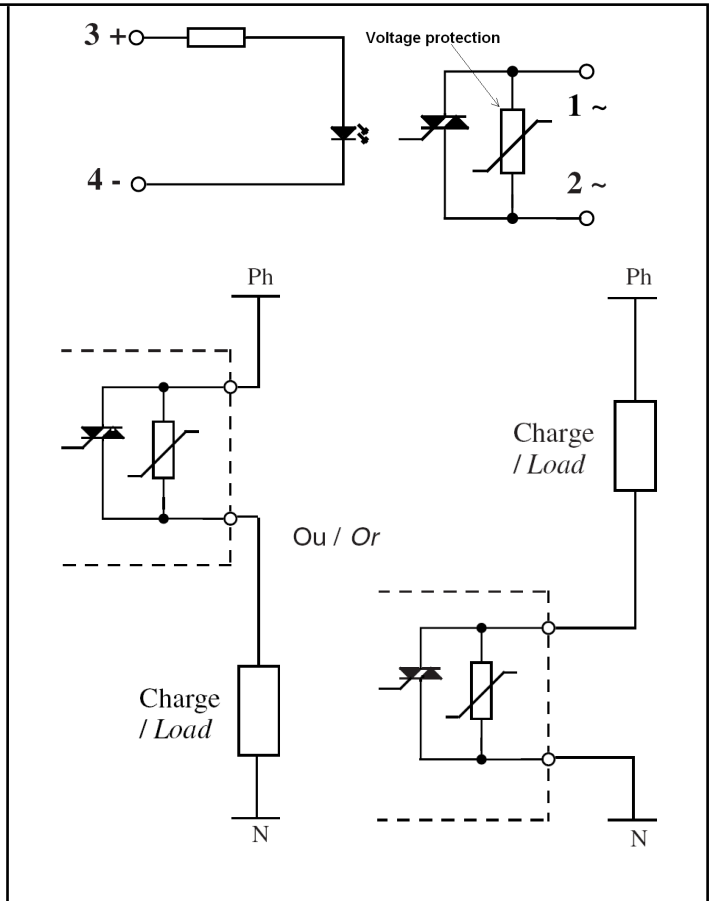 3 +
Voltage protection
1 ~
4 -
2 ~
Ph
Ph
Charge
/ Load
Ou / Or
Charge
/ Load
N
N